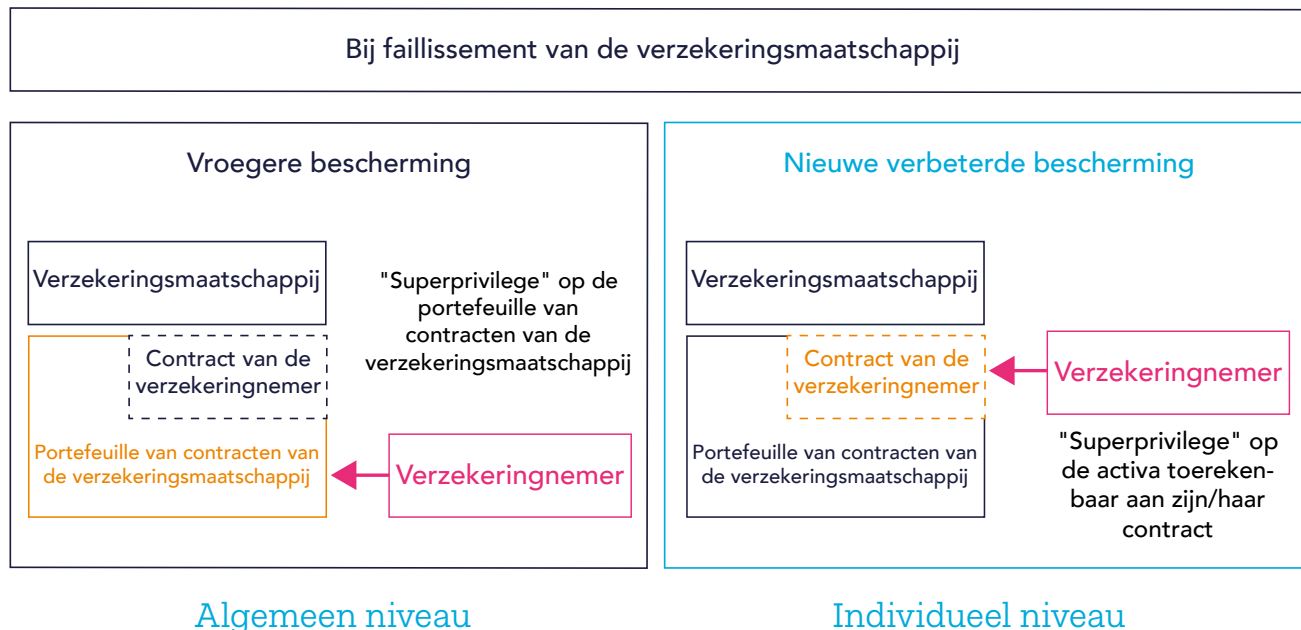 Bij faillissement van de verzekeringsmaatschappij
Vroegere bescherming
Verzekeringsmaatschappij
"Superprivilege" op de
portefeuille van
contracten van de
verzekeringsmaatschappij
Contract van de
verzekeringnemer
Portefeuille van contracten van
de verzekeringsmaatschappij
Verzekeringnemer
Algemeen niveau
Nieuwe verbeterde bescherming
Verzekeringsmaatschappij
Contract van de
verzekeringnemer
Verzekeringnemer
Portefeuille van contracten van
de verzekeringsmaatschappij
"Superprivilege" op
de activa toereken-
baar aan zijn/haar
contract
Individueel niveau